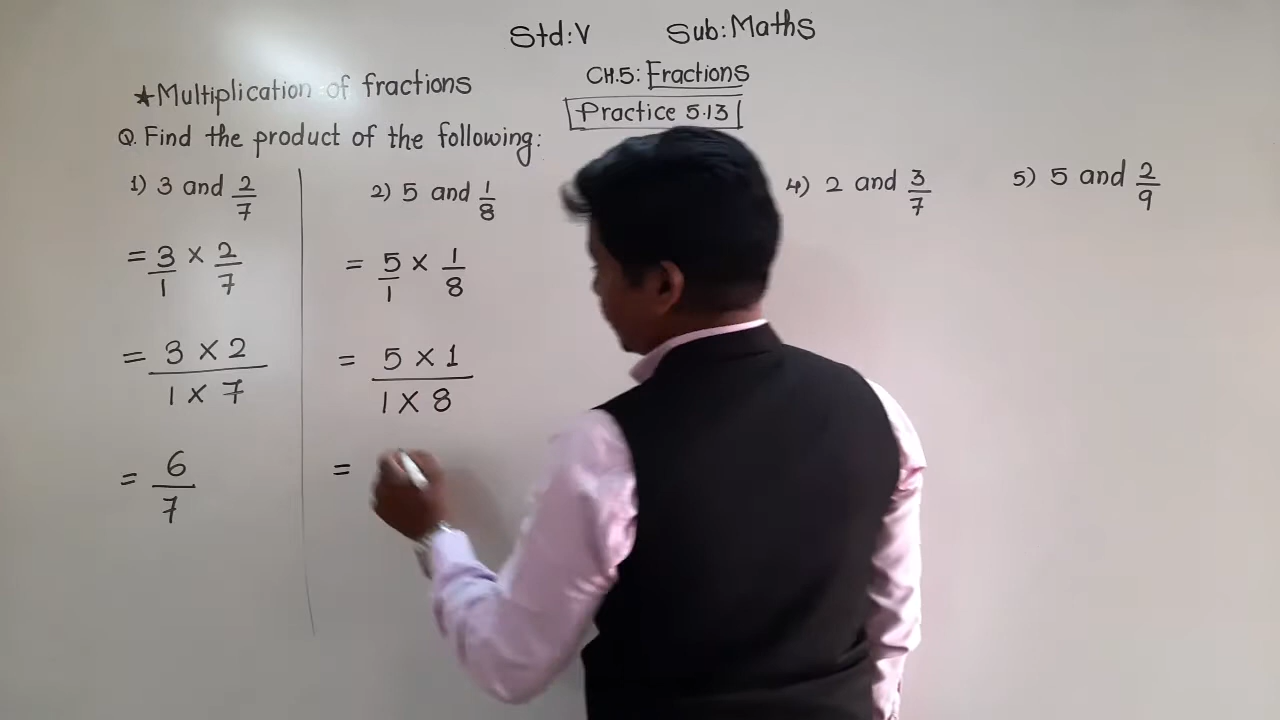 Std:V Sub:Maths
CH.5: Fractions
★Multiplication of fractions
Practice 5.13
Q. Find the product of the following:
1) 3 and 2/7
= 3/1 × 2/7
= 3 × 2 / 1 × 7
= 6/7
2) 5 and 1/8
= 5/1 × 1/8
= 5 × 1 / 1 × 8
=
4) 2 and 3/7
5) 5 and 2/9